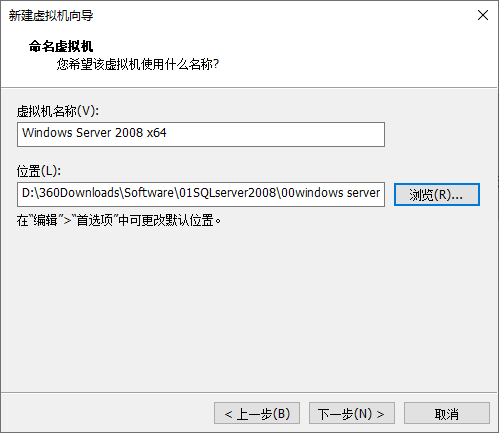 新建虚拟机向导
命名虚拟机
您希望该虚拟机使用什么名称?
虚拟机名称(V):
Windows Server 2008 x64
位置(L):
D:\360Downloads\Software\01SQLserver2008\00windows server
浏览(R)...
在“编辑”>“首选项”中可更改默认位置。
< 上一步(B)
下一步(N) >
取消